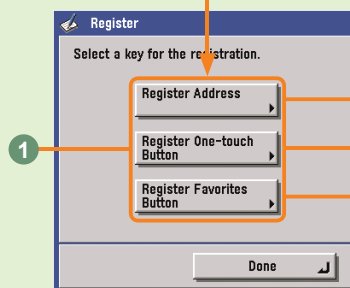 Register
Select a key for the registration.
Register Address
1
Register One-touch
Button
Register Favorites
Button
Done